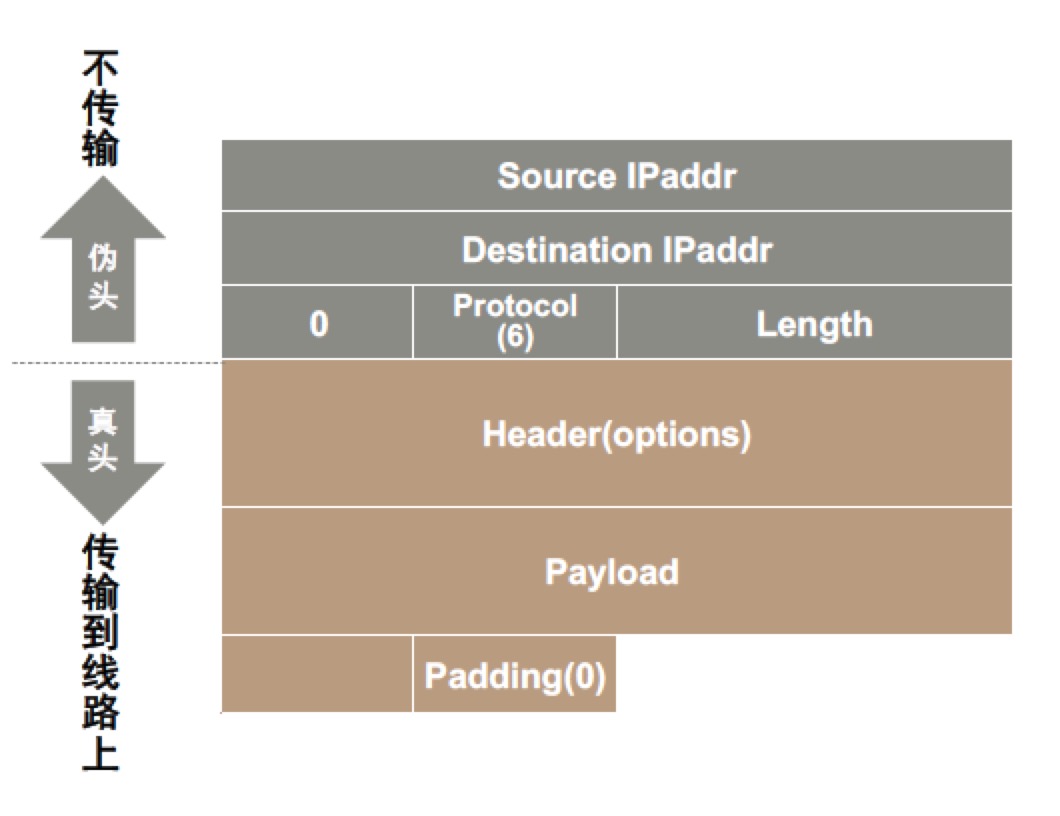 不传输
伪头
真头
传输到线路上
Source IPaddr
Destination IPaddr
0
Protocol
(6)
Length
Header(options)
Payload
Padding(0)